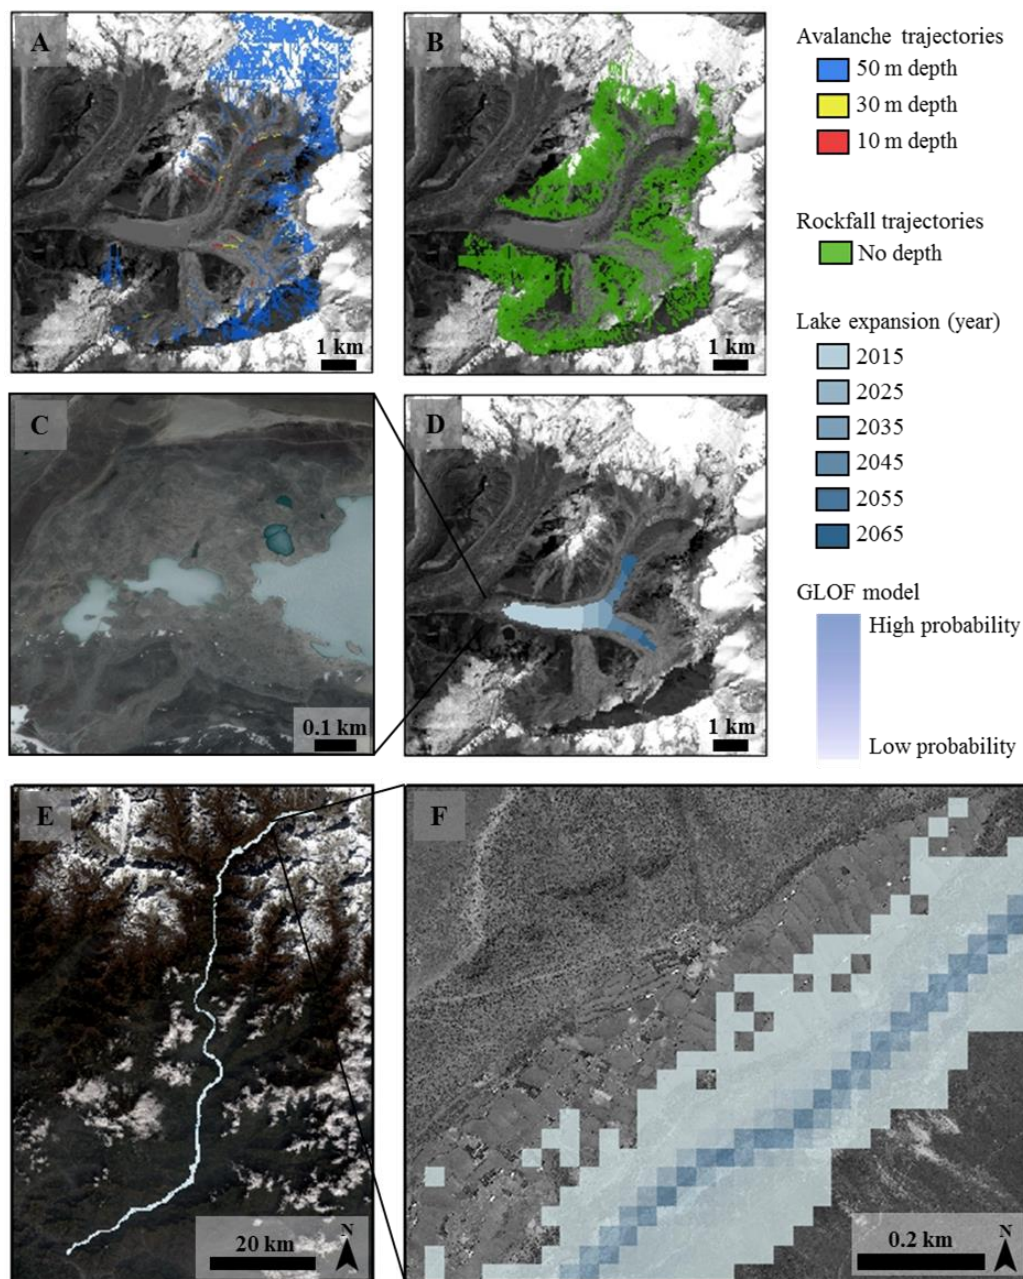 A
1 km
B
1 km
Avalanche trajectories
50 m depth
30 m depth
10 m depth
Rockfall trajectories
No depth
Lake expansion (year)
2015
2025
2035
2045
2055
2065
GLOF model
High probability
Low probability
C
0.1 km
D
1 km
E
20 km
N
F
0.2 km
N